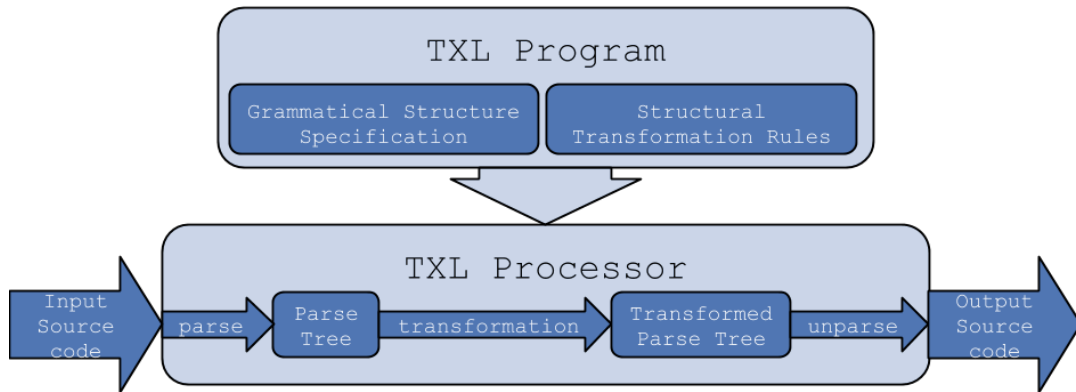 TXL Program
Grammatical Structure
Specification
Structural
Transformation Rules
TXL Processor
Input
Source
code
parse
Parse
Tree
transformation
Transformed
Parse Tree
unparse
Output
Source
code